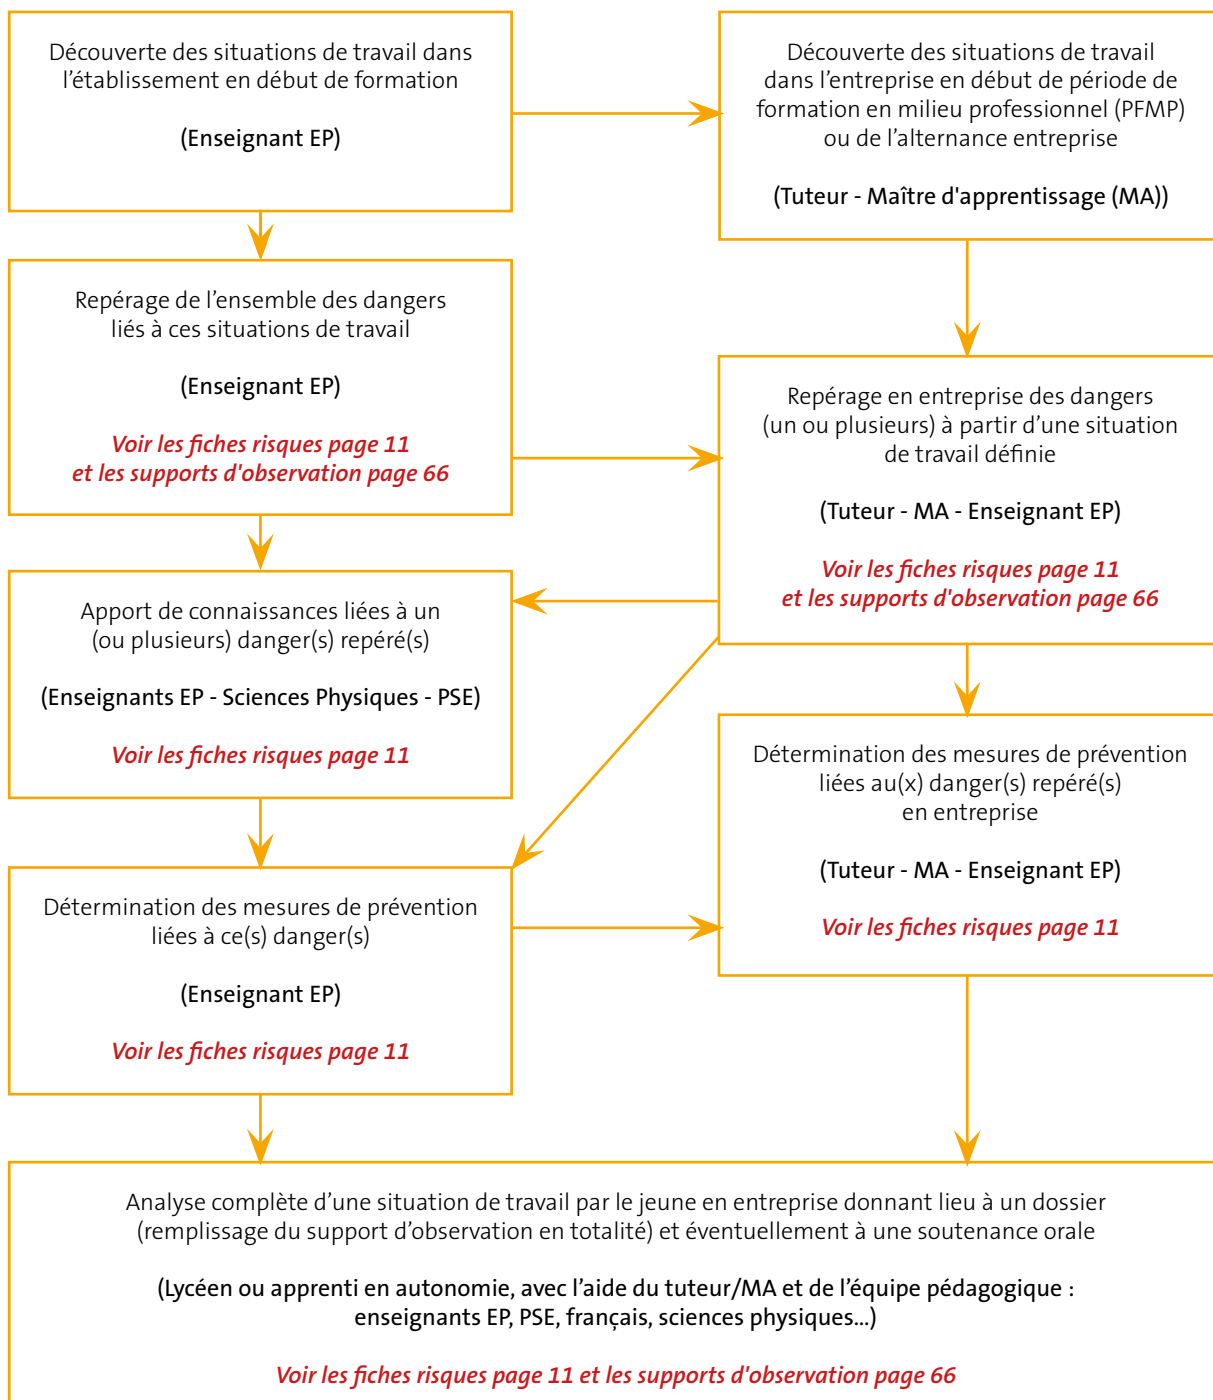 Découverte des situations de travail dans
l’établissement en début de formation
(Enseignant EP)
Découverte des situations de travail
dans l’entreprise en début de période de
formation en milieu professionnel (PFMP)
ou de l’alternance entreprise
(Tuteur - Maître d'apprentissage (MA))
Repérage de l’ensemble des dangers
liés à ces situations de travail
(Enseignant EP)
Voir les fiches risques page 11
et les supports d'observation page 66
Repérage en entreprise des dangers
(un ou plusieurs) à partir d’une situation
de travail définie
(Tuteur - MA - Enseignant EP)
Voir les fiches risques page 11
et les supports d'observation page 66
Apport de connaissances liées à un
(ou plusieurs) danger(s) repéré(s)
(Enseignants EP - Sciences Physiques - PSE)
Voir les fiches risques page 11
Détermination des mesures de prévention
liées au(x) danger(s) repéré(s)
en entreprise
(Tuteur - MA - Enseignant EP)
Voir les fiches risques page 11
Détermination des mesures de prévention
liées à ce(s) danger(s)
(Enseignant EP)
Voir les fiches risques page 11
Analyse complète d’une situation de travail par le jeune en entreprise donnant lieu à un dossier
(remplissage du support d’observation en totalité) et éventuellement à une soutenance orale
(Lycéen ou apprenti en autonomie, avec l’aide du tuteur/MA et de l’équipe pédagogique :
enseignants EP, PSE, français, sciences physiques...)
Voir les fiches risques page 11 et les supports d'observation page 66